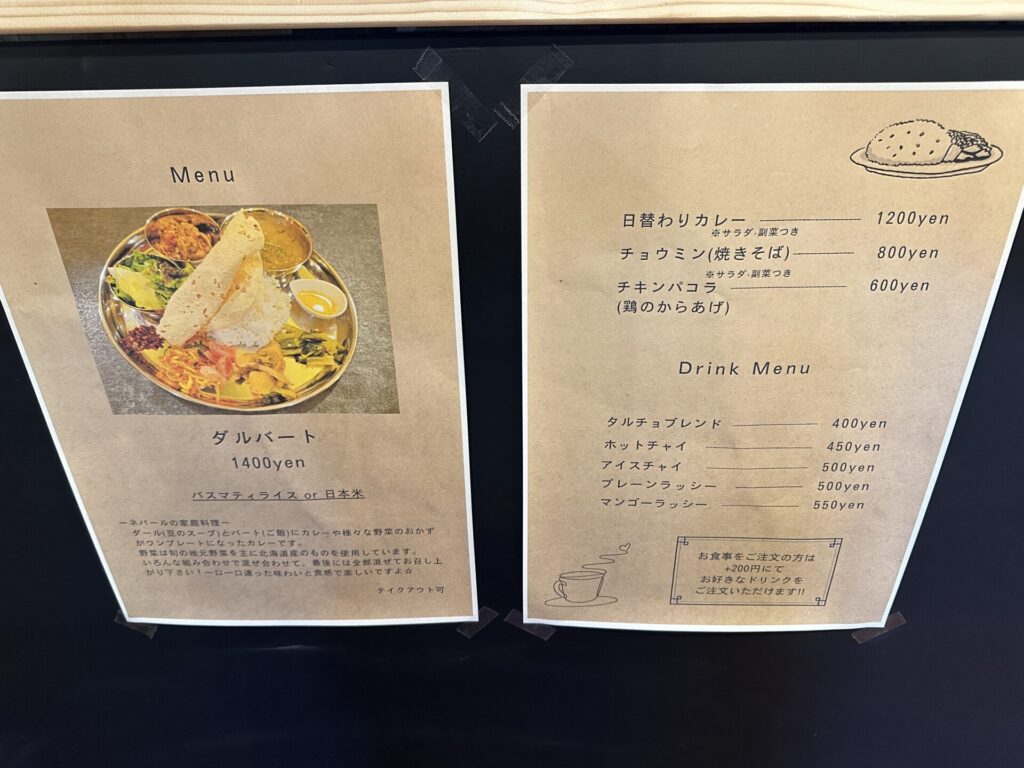 Menu
ダルバート
1400yen
バスマティライス or 日本米
ーネパールの家庭料理ー
ダール(豆のスープ)とバート(ご飯)にカレーや様々な野菜のおかず
がワンプレートになったカレーです。
野菜は旬の地元野菜を主に北海道産のものを使用しています。
いろんな組み合わせで混ぜ合わせて、最後には全部混ぜてお召し上
がり下さい!一口一口違った味わいと食感で楽しいですよ☆
テイクアウト可
日替わりカレー 1200yen
※サラダ·副菜つき
チョウミン(焼きそば) 800yen
※サラダ·副菜つき
チキンパコラ 600yen
(鶏のからあげ)
Drink Menu
タルチョブレンド 400yen
ホットチャイ 450yen
アイスチャイ 500yen
プレーンラッシー 500yen
マンゴーラッシー 550yen
お食事をご注文の方は
+200円にて
お好きなドリンクを
ご注文いただけます!!